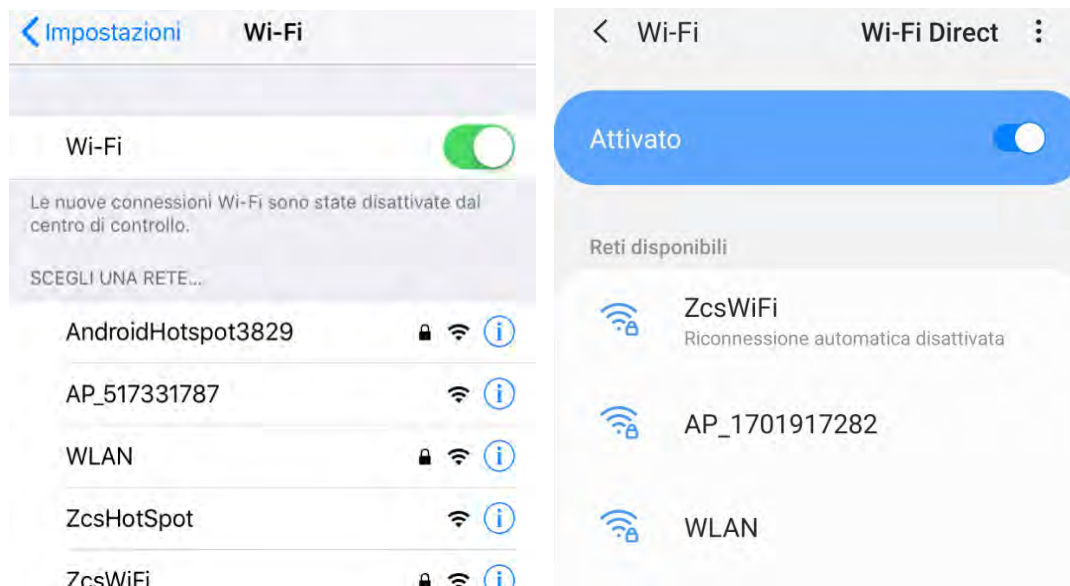 Impostazioni
Wi-Fi
Wi-Fi
Le nuove connessioni Wi-Fi sono state disattivate dal
centro di controllo.
SCEGLI UNA RETE...
AndroidHotspot3829
AP_517331787
WLAN
ZcsHotSpot
ZcsWiFi
Wi-Fi
Wi-Fi Direct
Attivato
Reti disponibili
ZcsWiFi
Riconnessione automatica disattivata
AP_1701917282
WLAN